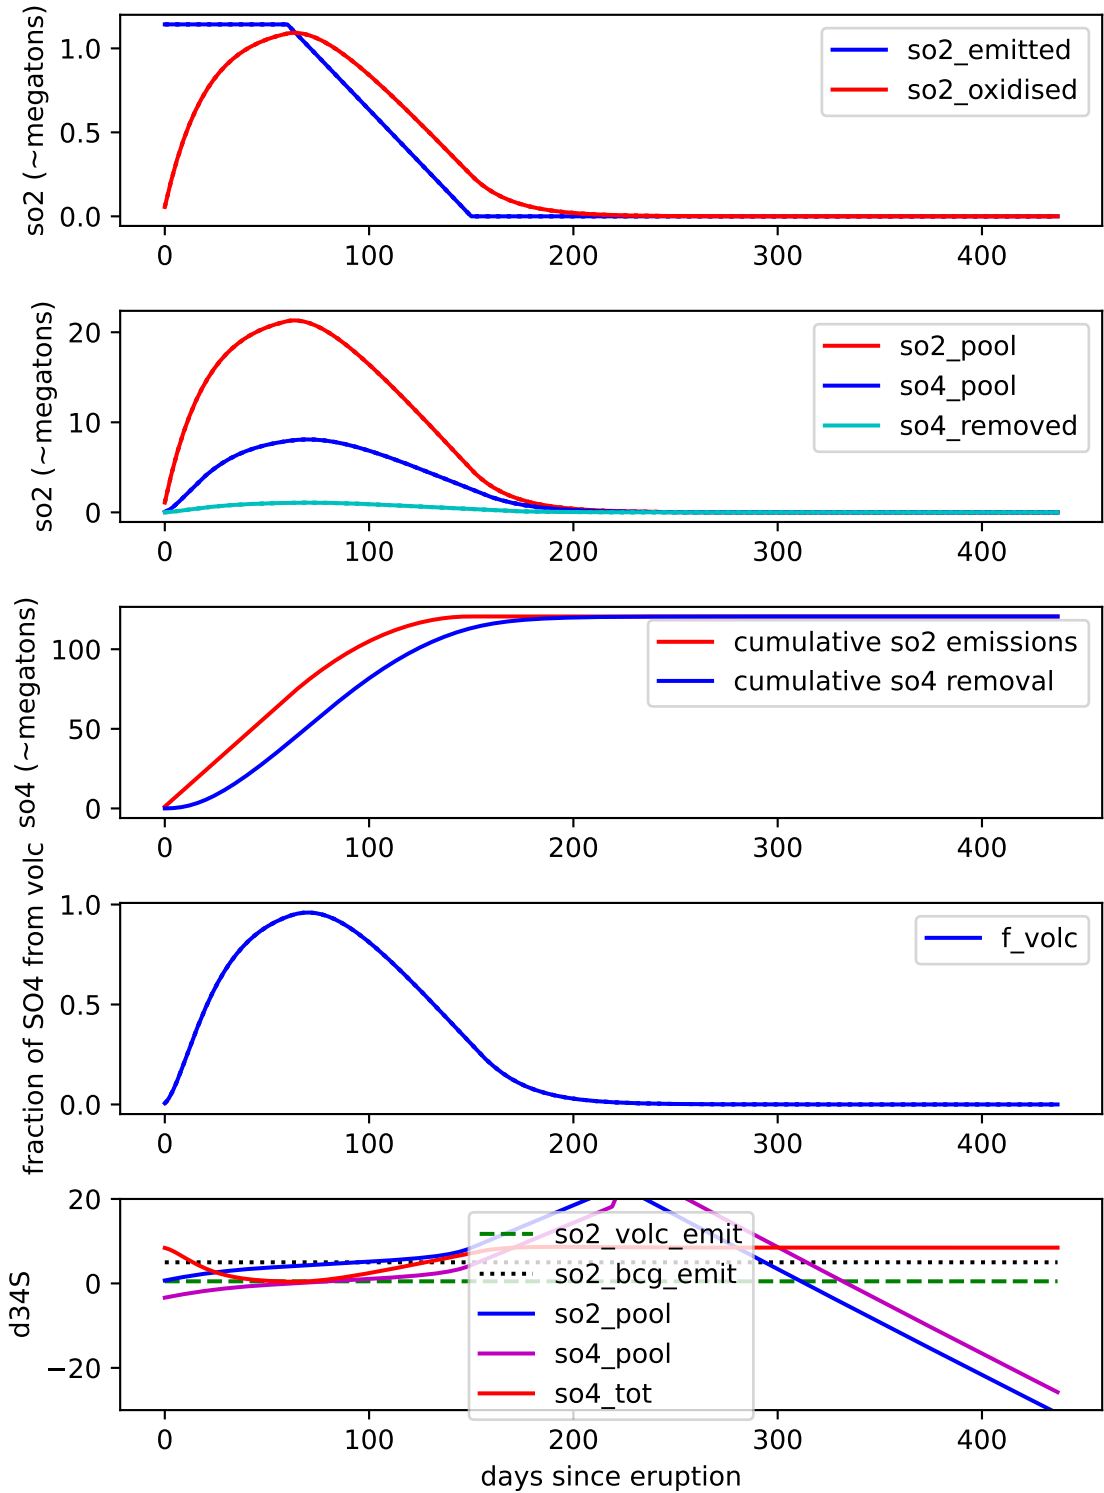 so2 (~megatons)
1.0
0.5
0.0
so2_emitted
so2_oxidised
0 100 200 300 400
so2 (~megatons)
20
10
0
so2_pool
so4_pool
so4_removed
0 100 200 300 400
so4 (~megatons)
100
50
0
cumulative so2 emissions
cumulative so4 removal
0 100 200 300 400
fraction of SO4 from volc
1.0
0.5
0.0
f_volc
0 100 200 300 400
d34S
20
0
−20
so2_volc_emit
so2_bcg_emit
so2_pool
so4_pool
so4_tot
0 100 200 300 400
days since eruption